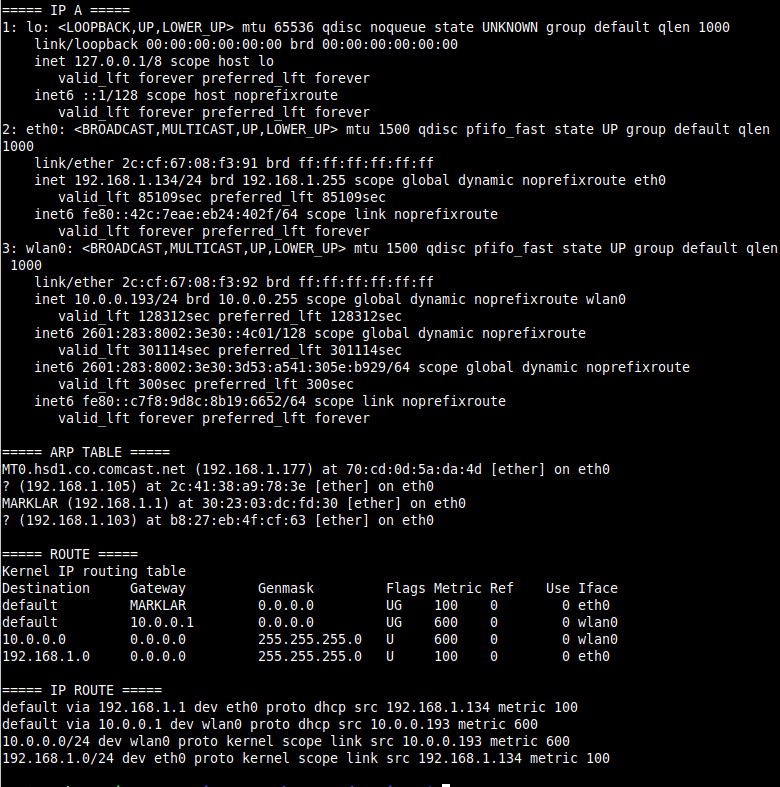 ===== IP A =====
1: lo: <LOOPBACK,UP,LOWER_UP> mtu 65536 qdisc noqueue state UNKNOWN group default qlen 1000
    link/loopback 00:00:00:00:00:00 brd 00:00:00:00:00:00
    inet 127.0.0.1/8 scope host lo
       valid_lft forever preferred_lft forever
    inet6 ::1/128 scope host noprefixroute
       valid_lft forever preferred_lft forever
2: eth0: <BROADCAST,MULTICAST,UP,LOWER_UP> mtu 1500 qdisc pfifo_fast state UP group default qlen
1000
    link/ether 2c:cf:67:08:f3:91 brd ff:ff:ff:ff:ff:ff
    inet 192.168.1.134/24 brd 192.168.1.255 scope global dynamic noprefixroute eth0
       valid_lft 85109sec preferred_lft 85109sec
    inet6 fe80::42c:7eae:eb24:402f/64 scope link noprefixroute
       valid_lft forever preferred_lft forever
3: wlan0: <BROADCAST,MULTICAST,UP,LOWER_UP> mtu 1500 qdisc pfifo_fast state UP group default qlen
 1000
    link/ether 2c:cf:67:08:f3:92 brd ff:ff:ff:ff:ff:ff
    inet 10.0.0.193/24 brd 10.0.0.255 scope global dynamic noprefixroute wlan0
       valid_lft 128312sec preferred_lft 128312sec
    inet6 2601:283:8002:3e30::4c01/128 scope global dynamic noprefixroute
       valid_lft 301114sec preferred_lft 301114sec
    inet6 2601:283:8002:3e30:3d53:a541:305e:b929/64 scope global dynamic noprefixroute
       valid_lft 300sec preferred_lft 300sec
    inet6 fe80::c7f8:9d8c:8b19:6652/64 scope link noprefixroute
       valid_lft forever preferred_lft forever

===== ARP TABLE =====
MT0.hsd1.co.comcast.net (192.168.1.177) at 70:cd:0d:5a:da:4d [ether] on eth0
? (192.168.1.105) at 2c:41:38:a9:78:3e [ether] on eth0
MARKLAR (192.168.1.1) at 30:23:03:dc:fd:30 [ether] on eth0
? (192.168.1.103) at b8:27:eb:4f:cf:63 [ether] on eth0

===== ROUTE =====
Kernel IP routing table
Destination     Gateway         Genmask         Flags Metric Ref    Use Iface
default         MARKLAR         0.0.0.0         UG    100    0        0 eth0
default         10.0.0.1        0.0.0.0         UG    600    0        0 wlan0
10.0.0.0        0.0.0.0         255.255.255.0   U     600    0        0 wlan0
192.168.1.0     0.0.0.0         255.255.255.0   U     100    0        0 eth0

===== IP ROUTE =====
default via 192.168.1.1 dev eth0 proto dhcp src 192.168.1.134 metric 100
default via 10.0.0.1 dev wlan0 proto dhcp src 10.0.0.193 metric 600
10.0.0.0/24 dev wlan0 proto kernel scope link src 10.0.0.193 metric 600
192.168.1.0/24 dev eth0 proto kernel scope link src 192.168.1.134 metric 100